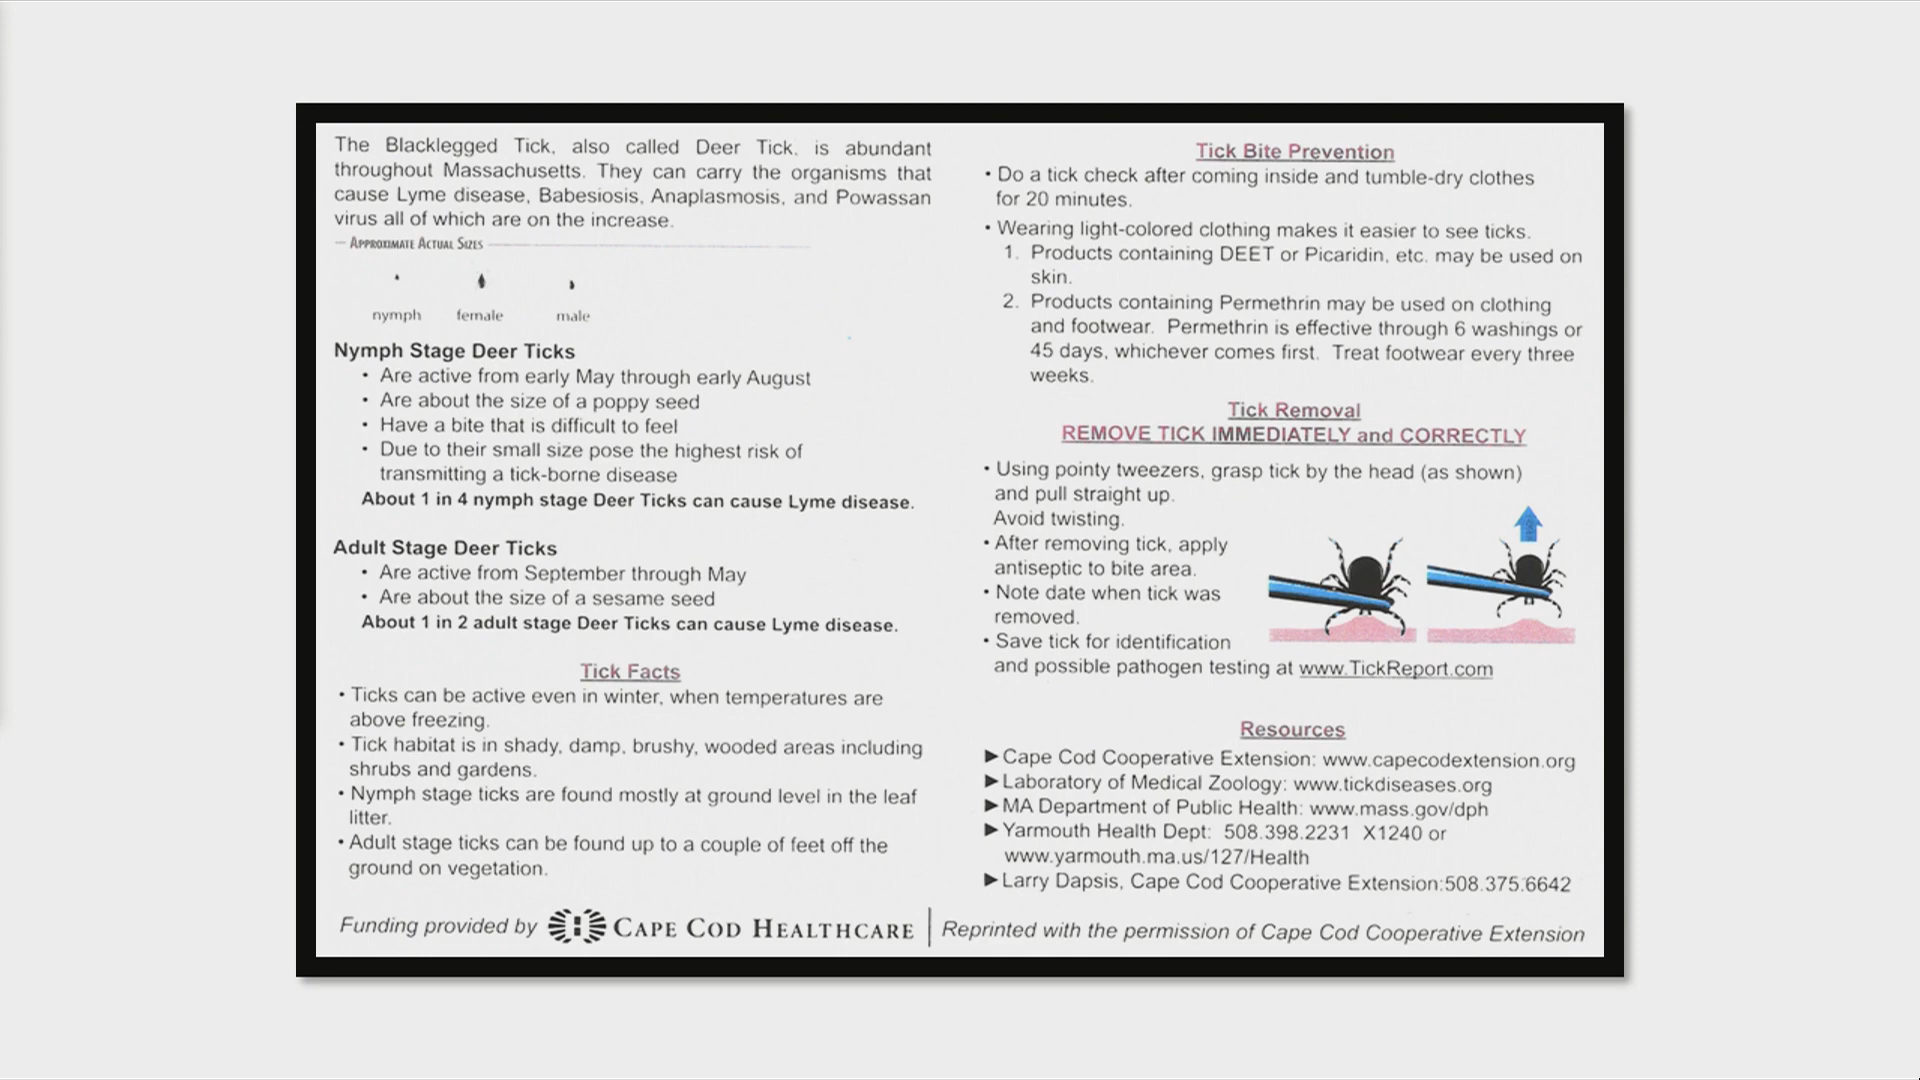 The Blacklegged Tick, also called Deer Tick, is abundant
throughout Massachusetts. They can carry the organisms that
cause Lyme disease, Babesiosis, Anaplasmosis, and Powassan
virus all of which are on the increase.
Approximate Actual Sizes
nymph female male
Nymph Stage Deer Ticks
• Are active from early May through early August
• Are about the size of a poppy seed
• Have a bite that is difficult to feel
• Due to their small size pose the highest risk of
transmitting a tick-borne disease
About 1 in 4 nymph stage Deer Ticks can cause Lyme disease.
Adult Stage Deer Ticks
• Are active from September through May
• Are about the size of a sesame seed
About 1 in 2 adult stage Deer Ticks can cause Lyme disease.
Tick Facts
• Ticks can be active even in winter, when temperatures are
above freezing.
• Tick habitat is in shady, damp, brushy, wooded areas including
shrubs and gardens.
• Nymph stage ticks are found mostly at ground level in the leaf
litter.
• Adult stage ticks can be found up to a couple of feet off the
ground on vegetation.
Tick Bite Prevention
• Do a tick check after coming inside and tumble-dry clothes
for 20 minutes.
• Wearing light-colored clothing makes it easier to see ticks.
1. Products containing DEET or Picaridin, etc. may be used on
skin.
2. Products containing Permethrin may be used on clothing
and footwear. Permethrin is effective through 6 washings or
45 days, whichever comes first. Treat footwear every three
weeks.
Tick Removal
REMOVE TICK IMMEDIATELY and CORRECTLY
• Using pointy tweezers, grasp tick by the head (as shown)
and pull straight up.
Avoid twisting.
• After removing tick, apply
antiseptic to bite area.
• Note date when tick was
removed.
• Save tick for identification
and possible pathogen testing at www.TickReport.com
Resources
►Cape Cod Cooperative Extension: www.capecodextension.org
►Laboratory of Medical Zoology: www.tickdiseases.org
►MA Department of Public Health: www.mass.gov/dph
►Yarmouth Health Dept: 508.398.2231 X1240 or
www.yarmouth.ma.us/127/Health
►Larry Dapsis, Cape Cod Cooperative Extension:508.375.6642
Funding provided by CAPE COD HEALTHCARE | Reprinted with the permission of Cape Cod Cooperative Extension